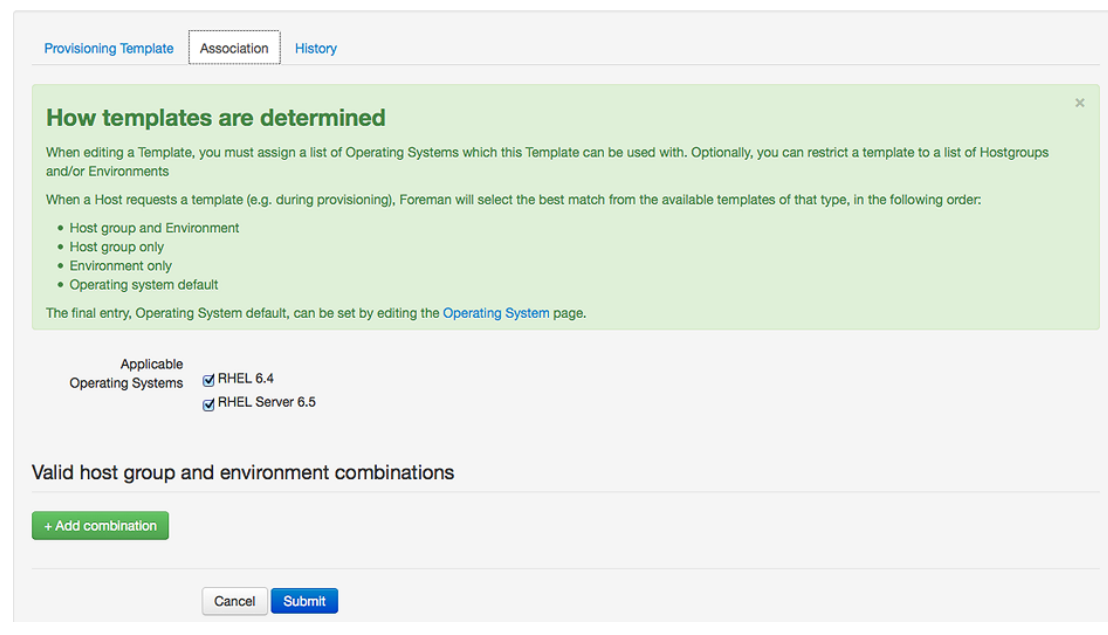 Provisioning Template Association History
×
How templates are determined
When editing a Template, you must assign a list of Operating Systems which this Template can be used with. Optionally, you can restrict a template to a list of Hostgroups
and/or Environments
When a Host requests a template (e.g. during provisioning), Foreman will select the best match from the available templates of that type, in the following order:
• Host group and Environment
• Host group only
• Environment only
• Operating system default
The final entry, Operating System default, can be set by editing the Operating System page.
Applicable
Operating Systems
RHEL 6.4
RHEL Server 6.5
Valid host group and environment combinations
+ Add combination
Cancel Submit